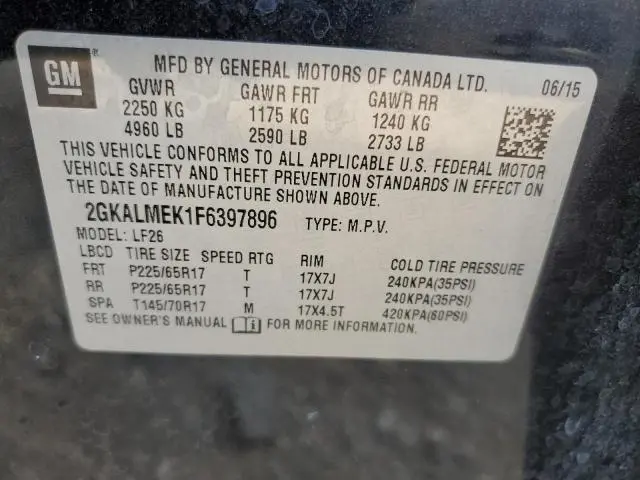 GM
MFD BY GENERAL MOTORS OF CANADA LTD. 06/15
GVWR GAWR FRT GAWR RR
2250 KG 1175 KG 1240 KG
4960 LB 2590 LB 2733 LB
THIS VEHICLE CONFORMS TO ALL APPLICABLE U.S. FEDERAL MOTOR
VEHICLE SAFETY AND THEFT PREVENTION STANDARDS IN EFFECT ON
THE DATE OF MANUFACTURE SHOWN ABOVE.
2GKALMEK1F6397896 TYPE: M.P.V.
MODEL: LF26
LBCD TIRE SIZE SPEED RTG RIM COLD TIRE PRESSURE
FRT P225/65R17 T 17X7J 240KPA(35PSI)
RR P225/65R17 T 17X7J 240KPA(35PSI)
SPA T145/70R17 M 17X4.5T 420KPA(60PSI)
SEE OWNER'S MANUAL FOR MORE INFORMATION.